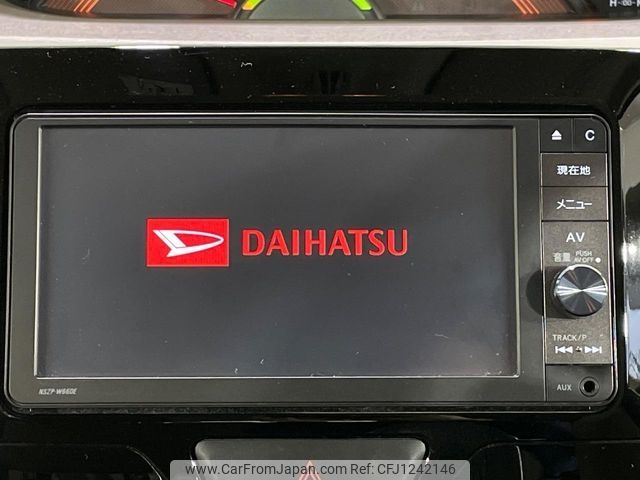 C
現在地
メニュー
AV
音量 PUSH
AV OFF
DAIHATSU
TRACK/P
NSZP-W66DE
AUX
www.CarFromJapan.com | Ref. No: CFJ1242146